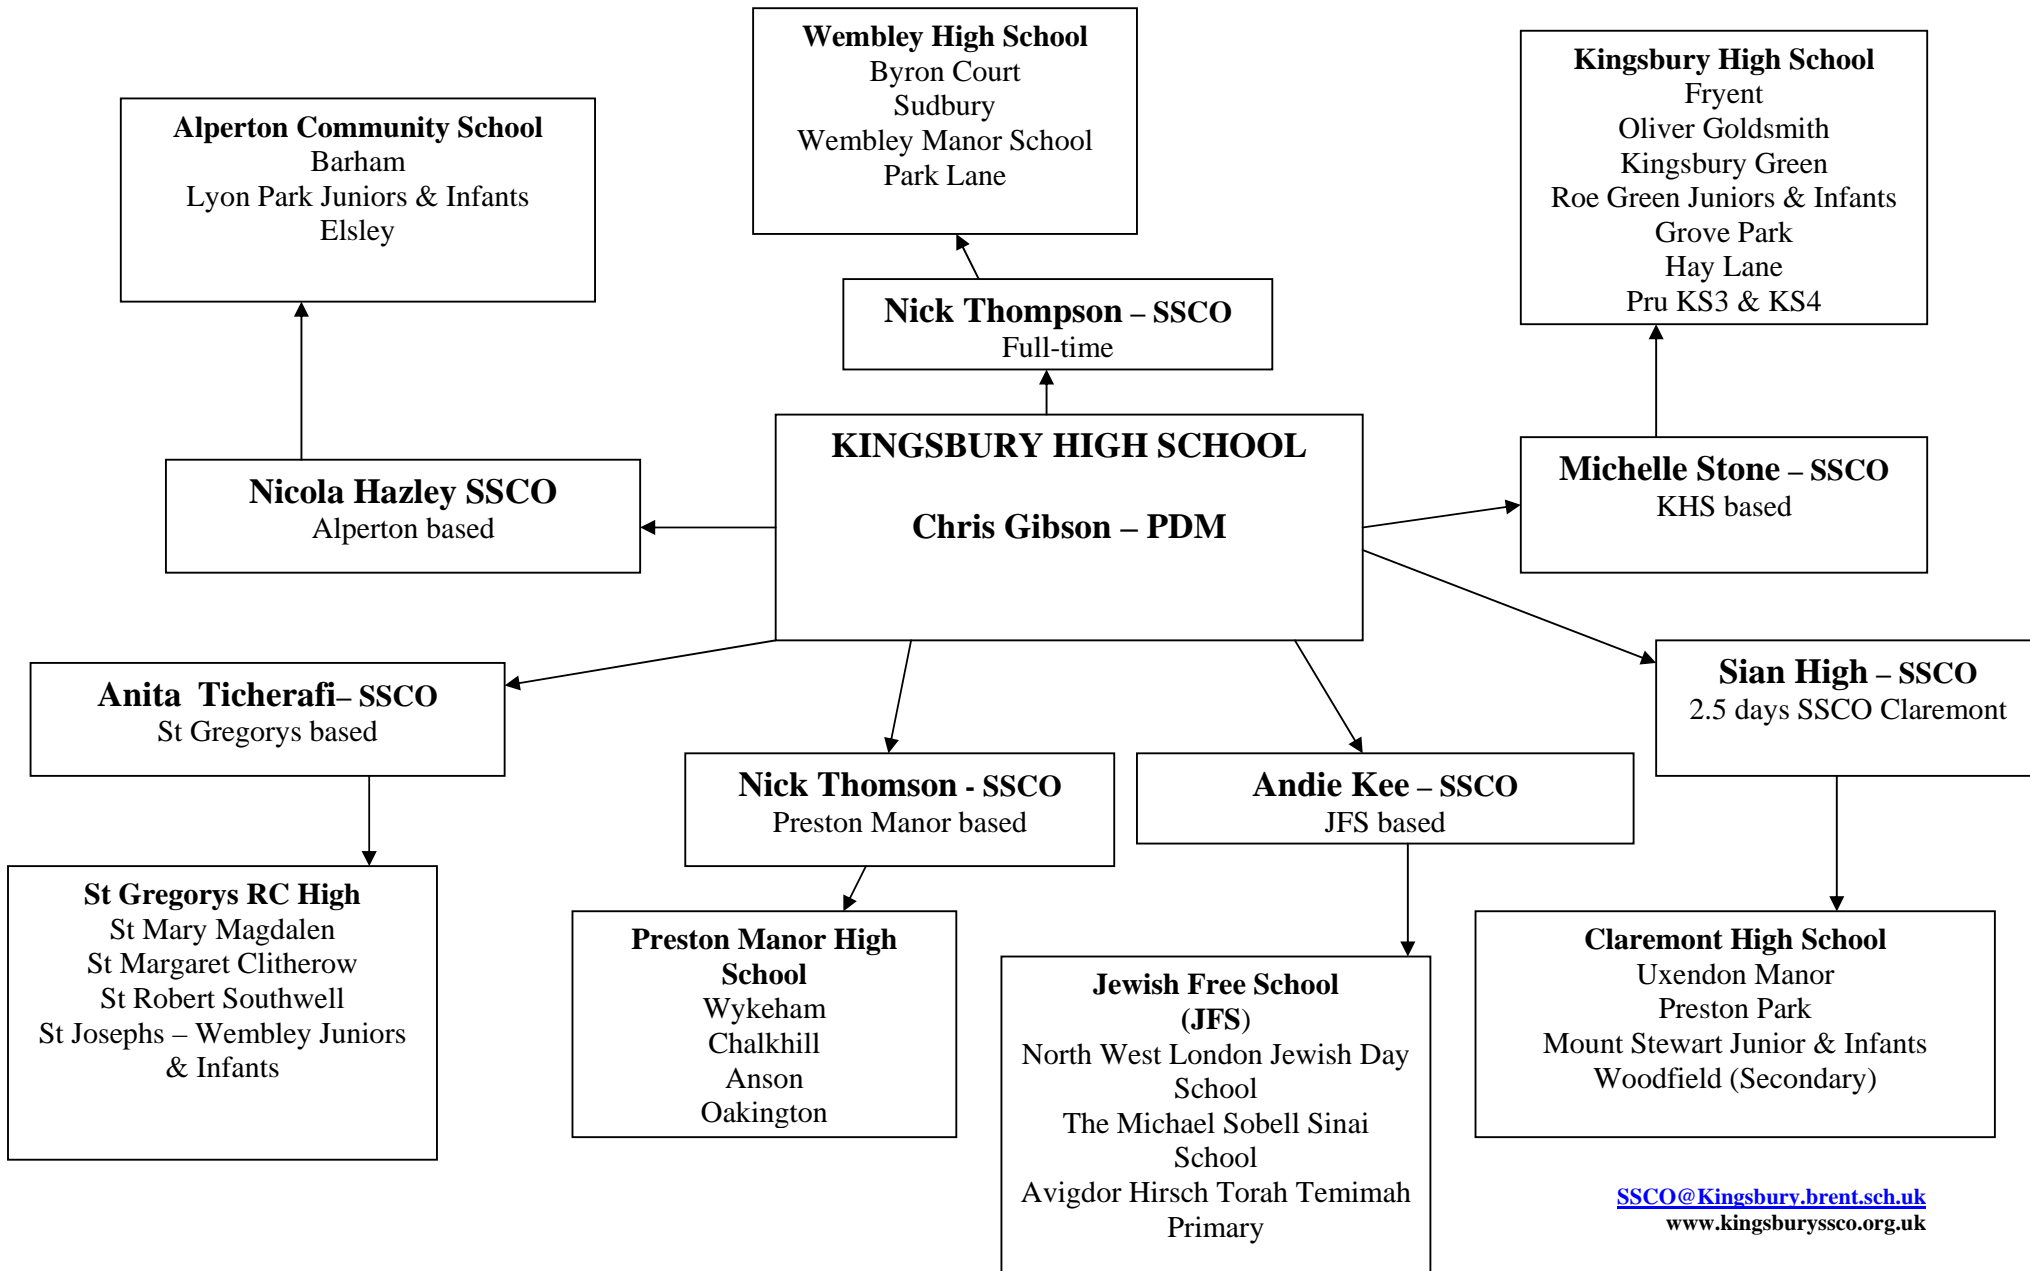 Wembley High School
Byron Court
Sudbury
Wembley Manor School
Park Lane
Kingsbury High School
Fryent
Oliver Goldsmith
Kingsbury Green
Roe Green Juniors & Infants
Grove Park
Hay Lane
Pru KS3 & KS4
Alperton Community School
Barham
Lyon Park Juniors & Infants
Elsley
Nick Thompson – SSCO
Full-time
KINGSBURY HIGH SCHOOL
Chris Gibson – PDM
Nicola Hazley SSCO
Alperton based
Michelle Stone – SSCO
KHS based
Anita  Ticherafi– SSCO
St Gregorys based
Nick Thomson - SSCO
Preston Manor based
Andie Kee – SSCO
JFS based
Sian High – SSCO
2.5 days SSCO Claremont
St Gregorys RC High
St Mary Magdalen
St Margaret Clitherow
St Robert Southwell
St Josephs – Wembley Juniors
& Infants
Preston Manor High
School
Wykeham
Chalkhill
Anson
Oakington
Jewish Free School
(JFS)
North West London Jewish Day
School
The Michael Sobell Sinai
School
Avigdor Hirsch Torah Temimah
Primary
Claremont High School
Uxendon Manor
Preston Park
Mount Stewart Junior & Infants
Woodfield (Secondary)
SSCO@Kingsbury.brent.sch.uk
www.kingsburyssco.org.uk